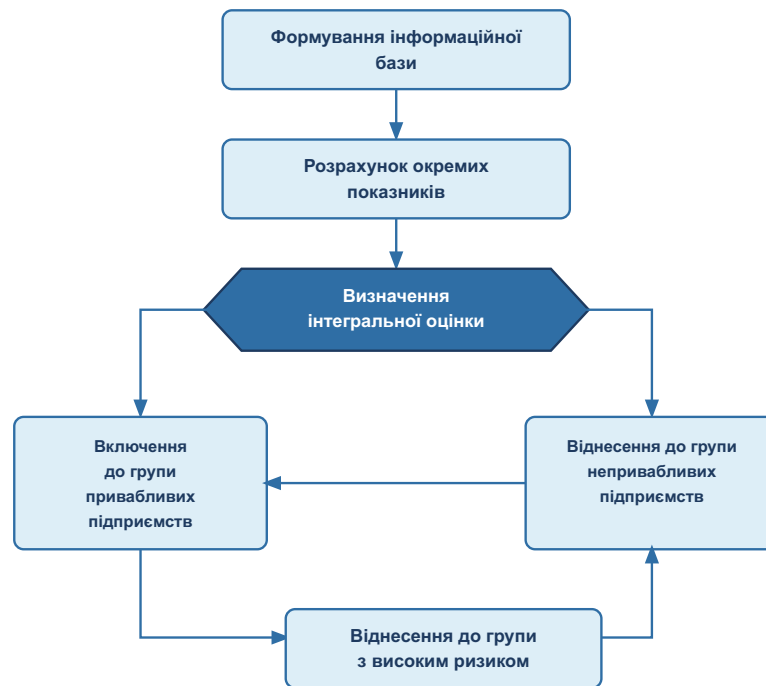 Формування інформаційної
бази
Розрахунок окремих
показників
Визначення
інтегральної оцінки
Включення
до групи
привабливих
підприємств
Віднесення до групи
непривабливих
підприємств
Віднесення до групи
з високим ризиком